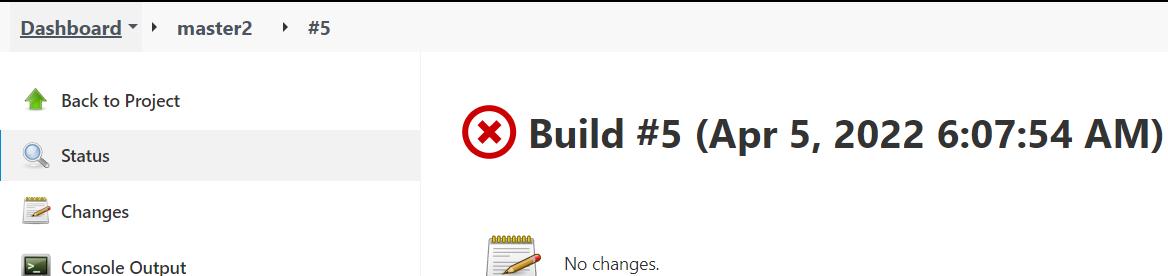 Dashboard master2 #5
Back to Project
Status
Changes
Console Output
Build #5 (Apr 5, 2022 6:07:54 AM)
No changes.